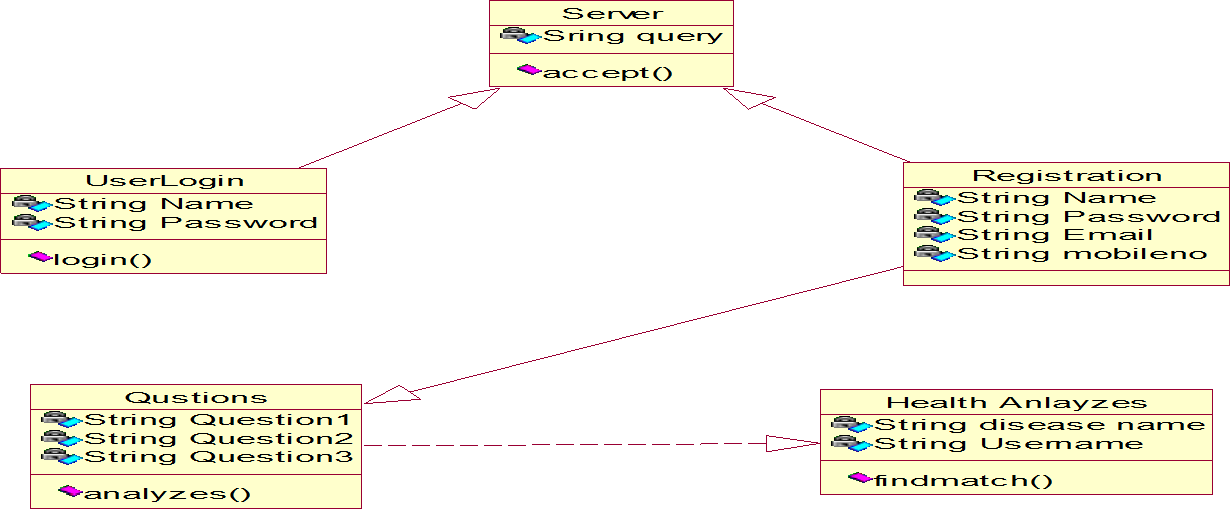 Server
Sring query
accept()
UserLogin
String Name
String Password
login()
Registration
String Name
String Password
String Email
String mobileno
Qustions
String Question1
String Question2
String Question3
analyzes()
Health Anlayzes
String disease name
String Username
findmatch()